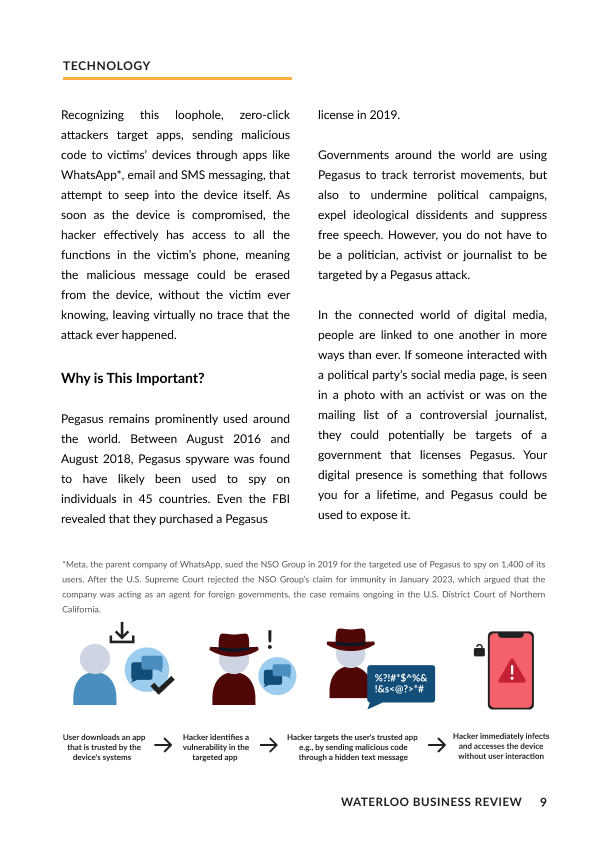 TECHNOLOGY
Recognizing this loophole, zero-click
attackers target apps, sending malicious
code to victims’ devices through apps like
WhatsApp*, email and SMS messaging, that
attempt to seep into the device itself. As
soon as the device is compromised, the
hacker effectively has access to all the
functions in the victim’s phone, meaning
the malicious message could be erased
from the device, without the victim ever
knowing, leaving virtually no trace that the
attack ever happened.
Why is This Important?
Pegasus remains prominently used around
the world. Between August 2016 and
August 2018, Pegasus spyware was found
to have likely been used to spy on
individuals in 45 countries. Even the FBI
revealed that they purchased a Pegasus
license in 2019.
Governments around the world are using
Pegasus to track terrorist movements, but
also to undermine political campaigns,
expel ideological dissidents and suppress
free speech. However, you do not have to
be a politician, activist or journalist to be
targeted by a Pegasus attack.
In the connected world of digital media,
people are linked to one another in more
ways than ever. If someone interacted with
a political party’s social media page, is seen
in a photo with an activist or was on the
mailing list of a controversial journalist,
they could potentially be targets of a
government that licenses Pegasus. Your
digital presence is something that follows
you for a lifetime, and Pegasus could be
used to expose it.
*Meta, the parent company of WhatsApp, sued the NSO Group in 2019 for the targeted use of Pegasus to spy on 1,400 of its
users. After the U.S. Supreme Court rejected the NSO Group’s claim for immunity in January 2023, which argued that the
company was acting as an agent for foreign governments, the case remains ongoing in the U.S. District Court of Northern
California.
!
%?!#*$^%&
!&s<@?>*#
!
User downloads an app
that is trusted by the
device's systems
Hacker identifies a
vulnerability in the
targeted app
Hacker targets the user's trusted app
e.g., by sending malicious code
through a hidden text message
Hacker immediately infects
and accesses the device
without user interaction
WATERLOO BUSINESS REVIEW 9